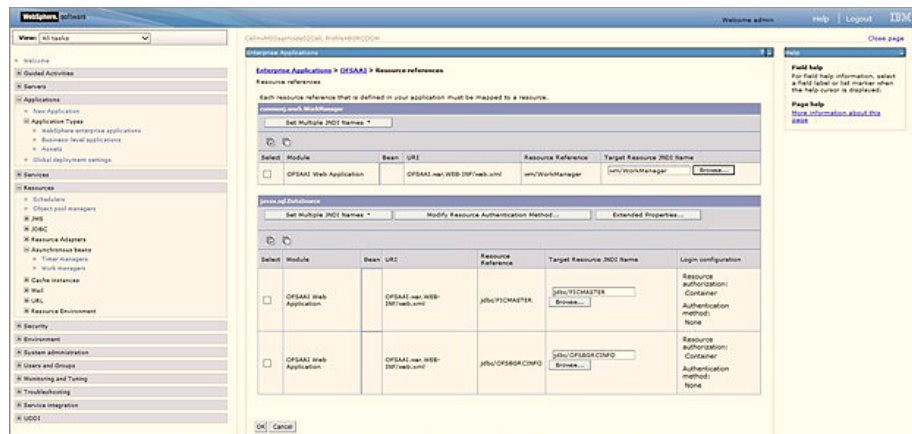 WebSphere. software
Welcome admin
Help
Logout
IBM
View: All tasks
Close page
Welcome
Guided Activities
Servers
Applications
New Application
Application Types
WebSphere enterprise applications
Business-level applications
Assets
Global deployment settings
Services
Resources
Schedulers
Object pool managers
JMS
JDBC
Resource Adapters
Asynchronous beans
Timer managers
Work managers
Cache instances
Mail
URL
Resource Environment
Security
Environment
System administration
Users and Groups
Monitoring and Tuning
Troubleshooting
Service integration
UDDI
Enterprise Applications
Enterprise Applications > OFSAAI > Resource references
Resource references
Each resource reference that is defined in your application must be mapped to a resource.
commonj.work.WorkManager
Set Multiple JNDI Names
Select Module Bean URI Resource Reference Target Resource JNDI Name
OFSAAI Web Application OFSAAI.war,WEB-INF/web.xml wm/WorkManager wm/WorkManager Browse...
javax.sql.DataSource
Set Multiple JNDI Names Modify Resource Authentication Method... Extended Properties...
Select Module Bean URI Resource Reference Target Resource JNDI Name Login configuration
OFSAAI Web Application
OFSAAI.war,WEB-INF/web.xml
jdbc/FICMASTER
jdbc/FICMASTER
Browse...
Resource authorization:
Container
Authentication method:
None
OFSAAI Web Application
OFSAAI.war,WEB-INF/web.xml
jdbc/OFSBGRCINFO
jdbc/OFSBGRCINFO
Browse...
Resource authorization:
Container
Authentication method:
None
OK Cancel
Help
Field help
For field help information, select
a field label or list marker when
the help cursor is displayed.
Page help
More information about this
page